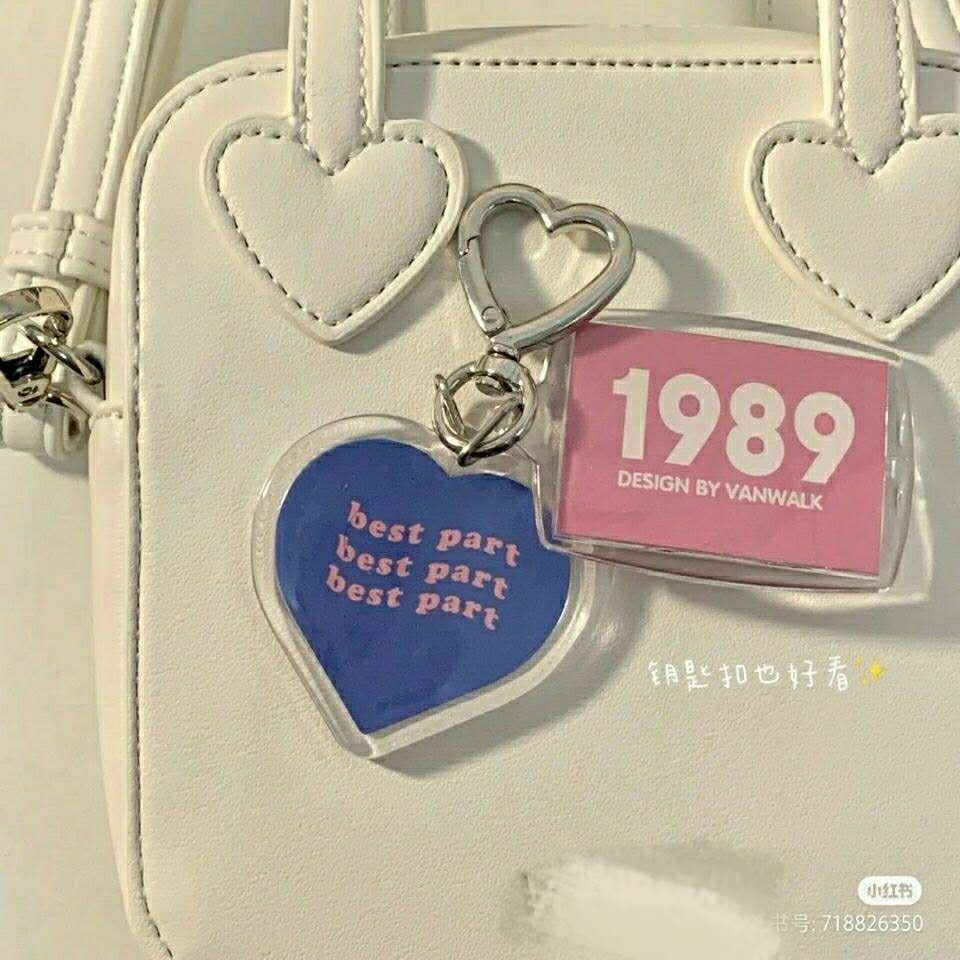 1989
DESIGN BY VANWALK
best part
best part
best part
钥匙扣也好看✨
小红书
书号: 718826350